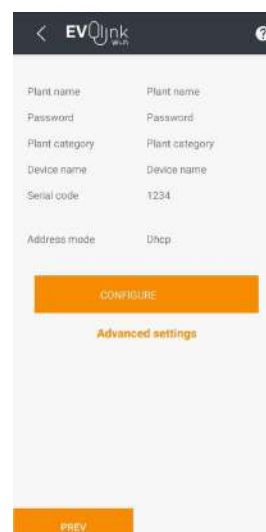 < EVOlink ?
Wi-Fi
Plant name Plant name
Password Password
Plant category Plant category
Device name Device name
Serial code 1234
Address mode Dhcp
CONFIGURE
Advanced settings
PREV